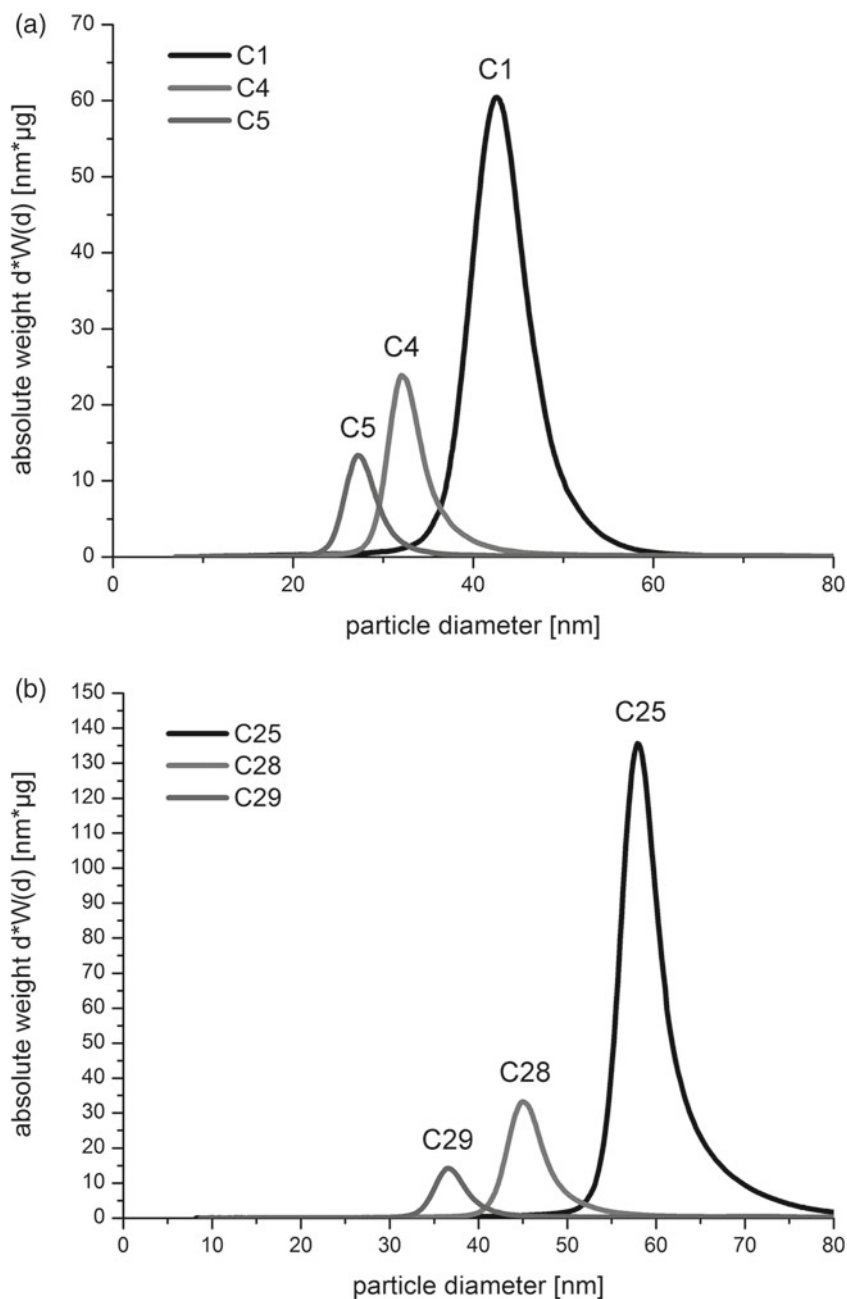 (a)
70
60
50
40
30
20
10
0
absolute weight d*W(d) [nm*µg]
C1
C4
C5
C1
C4
C5
0 20 40 60 80
particle diameter [nm]
(b)
150
140
130
120
110
100
90
80
70
60
50
40
30
20
10
0
absolute weight d*W(d) [nm*µg]
C25
C28
C29
C25
C28
C29
0 10 20 30 40 50 60 70 80
particle diameter [nm]